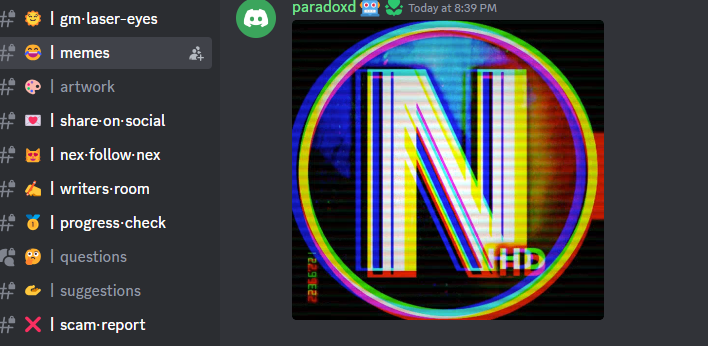 gm·laser-eyes
memes
artwork
share·on·social
nex·follow·nex
writers·room
progress·check
questions
suggestions
scam·report
paradoxd Today at 8:39 PM
N
HD